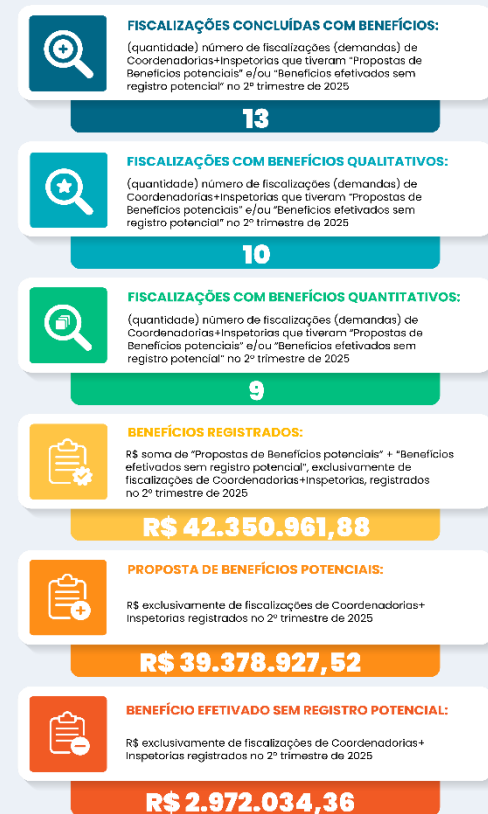 FISCALIZAÇÕES CONCLUÍDAS COM BENEFÍCIOS:
(quantidade) número de fiscalizações (demandas) de
Coordenadorias+Inspetorias que tiveram "Propostas de
Benefícios potenciais" e/ou "Benefícios efetivados sem
registro potencial" no 2º trimestre de 2025
13
FISCALIZAÇÕES COM BENEFÍCIOS QUALITATIVOS:
(quantidade) número de fiscalizações (demandas) de
Coordenadorias+Inspetorias que tiveram "Propostas de
Benefícios potenciais" e/ou "Benefícios efetivados sem
registro potencial" no 2º trimestre de 2025
10
FISCALIZAÇÕES COM BENEFÍCIOS QUANTITATIVOS:
(quantidade) número de fiscalizações (demandas) de
Coordenadorias+Inspetorias que tiveram "Propostas de
Benefícios potenciais" e/ou "Benefícios efetivados sem
registro potencial" no 2º trimestre de 2025
9
BENEFÍCIOS REGISTRADOS:
R$ soma de "Propostas de Benefícios potenciais" + "Benefícios
efetivados sem registro potencial", exclusivamente de
fiscalizações de Coordenadorias+Inspetorias, registrados
no 2º trimestre de 2025
R$ 42.350.961,88
PROPOSTA DE BENEFÍCIOS POTENCIAIS:
R$ exclusivamente de fiscalizações de Coordenadorias+
Inspetorias registrados no 2º trimestre de 2025
R$ 39.378.927,52
BENEFÍCIO EFETIVADO SEM REGISTRO POTENCIAL:
R$ exclusivamente de fiscalizações de Coordenadorias+
Inspetorias registrados no 2º trimestre de 2025
R$ 2.972.034,36